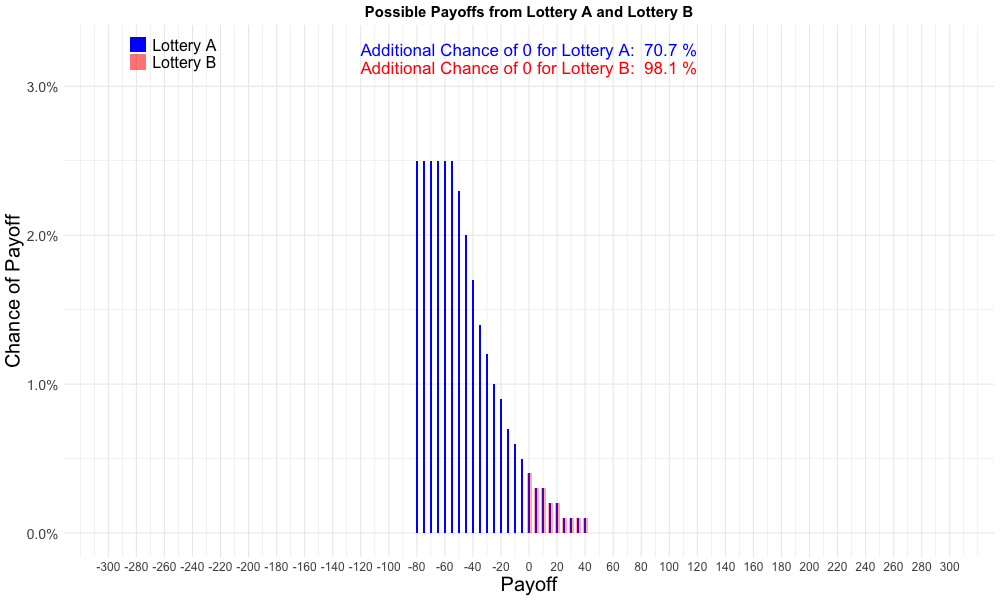 Possible Payoffs from Lottery A and Lottery B
Lottery A
Lottery B
Additional Chance of 0 for Lottery A: 70.7 %
Additional Chance of 0 for Lottery B: 98.1 %
Chance of Payoff
3.0%
2.0%
1.0%
0.0%
-300 -280 -260 -240 -220 -200 -180 -160 -140 -120 -100 -80 -60 -40 -20 0 20 40 60 80 100 120 140 160 180 200 220 240 260 280 300
Payoff